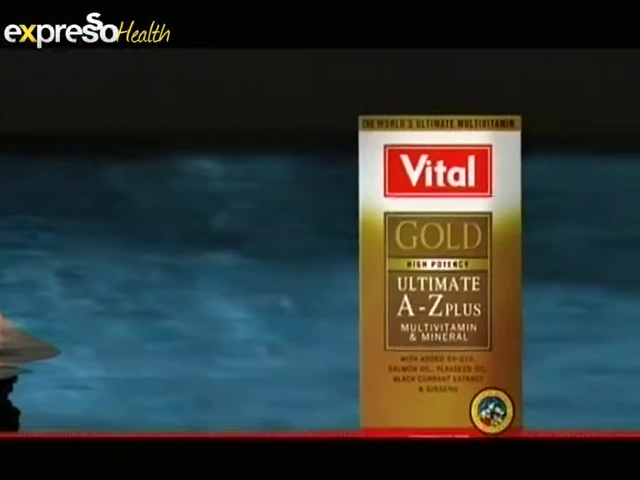 expresso Health
THE WORLD'S ULTIMATE MULTIVITAMIN
Vital
GOLD
HIGH POTENCY
ULTIMATE
A-Z PLUS
MULTIVITAMIN
& MINERAL
WITH ADDED CO-Q10,
SALMON OIL, FLAXSEED OIL,
BLACK CURRANT EXTRACT
& GINSENG